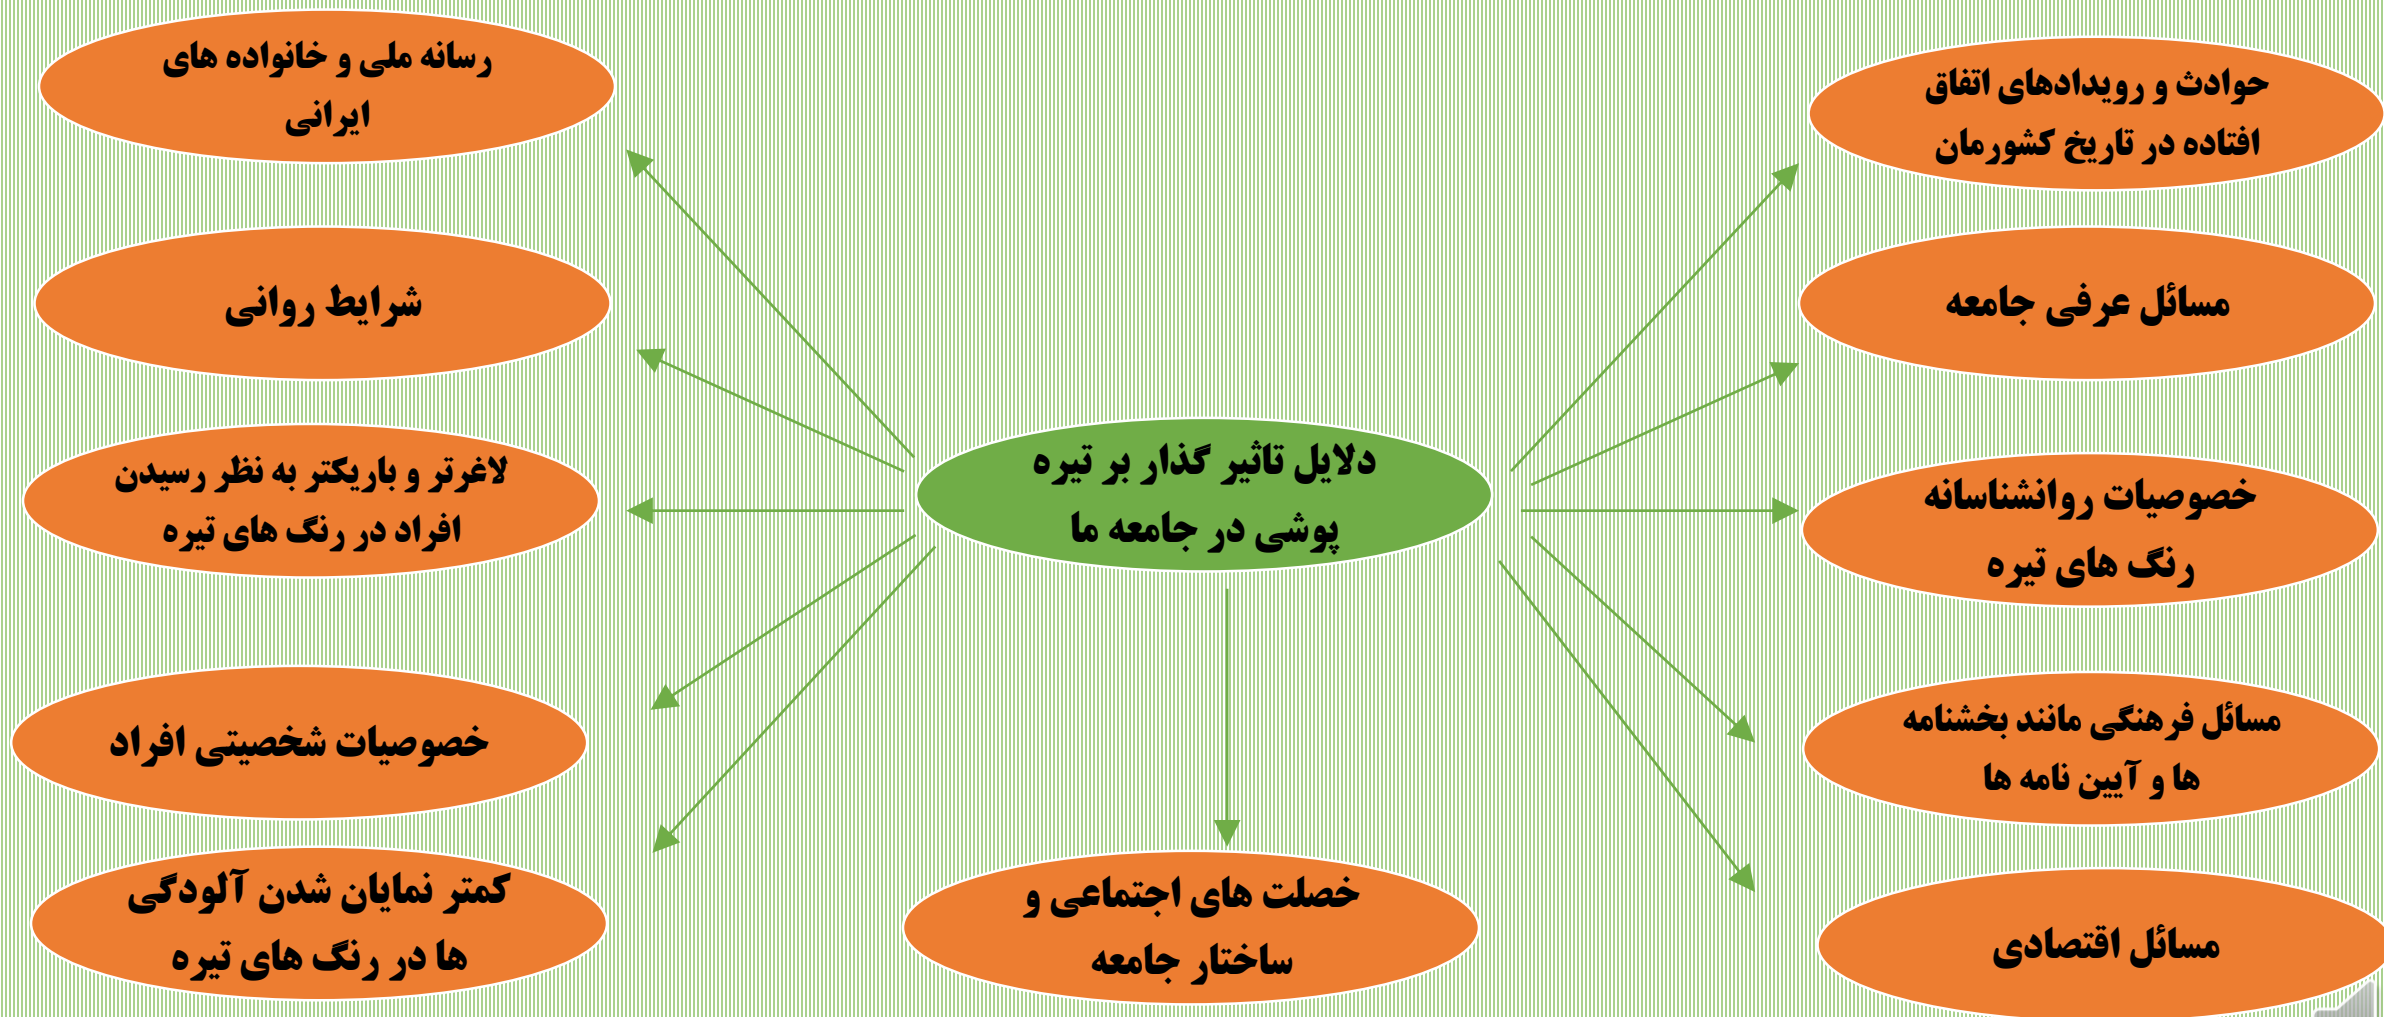 دلایل تاثیر گذار بر تیره
پوشی در جامعه ما
حوادث و رویدادهای اتفاق
افتاده در تاریخ کشورمان
مسائل عرفی جامعه
خصوصیات روانشناسانه
رنگ های تیره
مسائل فرهنگی مانند بخشنامه
ها و آیین نامه ها
مسائل اقتصادی
خصلت های اجتماعی و
ساختار جامعه
رسانه ملی و خانواده های
ایرانی
شرایط روانی
لاغرتر و باریکتر به نظر رسیدن
افراد در رنگ های تیره
خصوصیات شخصیتی افراد
کمتر نمایان شدن آلودگی
ها در رنگ های تیره